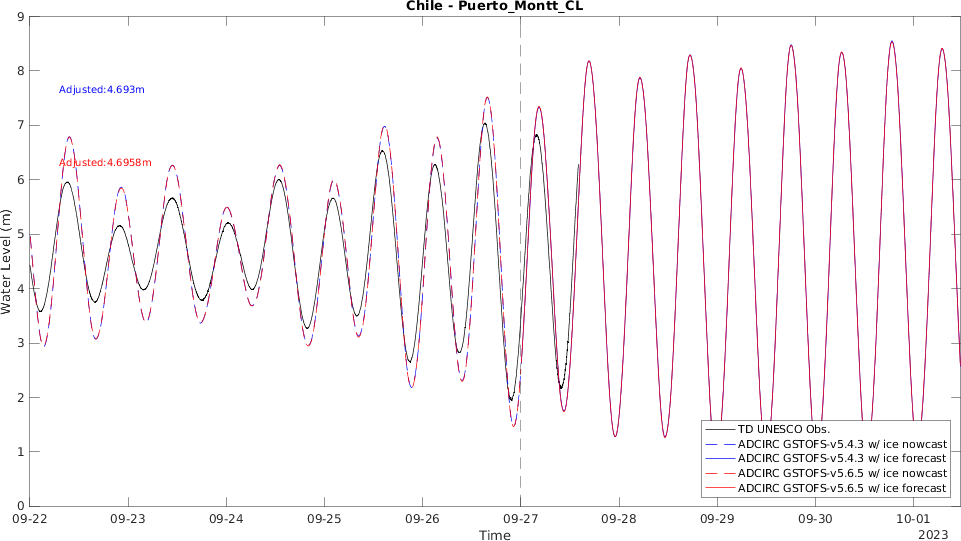 Chile - Puerto_Montt_CL
9
8
7
6
5
4
3
2
1
0
Water Level (m)
Adjusted:4.693m
Adjusted:4.6958m
TD UNESCO Obs.
ADCIRC GSTOFS-v5.4.3 w/ ice nowcast
ADCIRC GSTOFS-v5.4.3 w/ ice forecast
ADCIRC GSTOFS-v5.6.5 w/ ice nowcast
ADCIRC GSTOFS-v5.6.5 w/ ice forecast
09-22 09-23 09-24 09-25 09-26 09-27 09-28 09-29 09-30 10-01
Time
2023